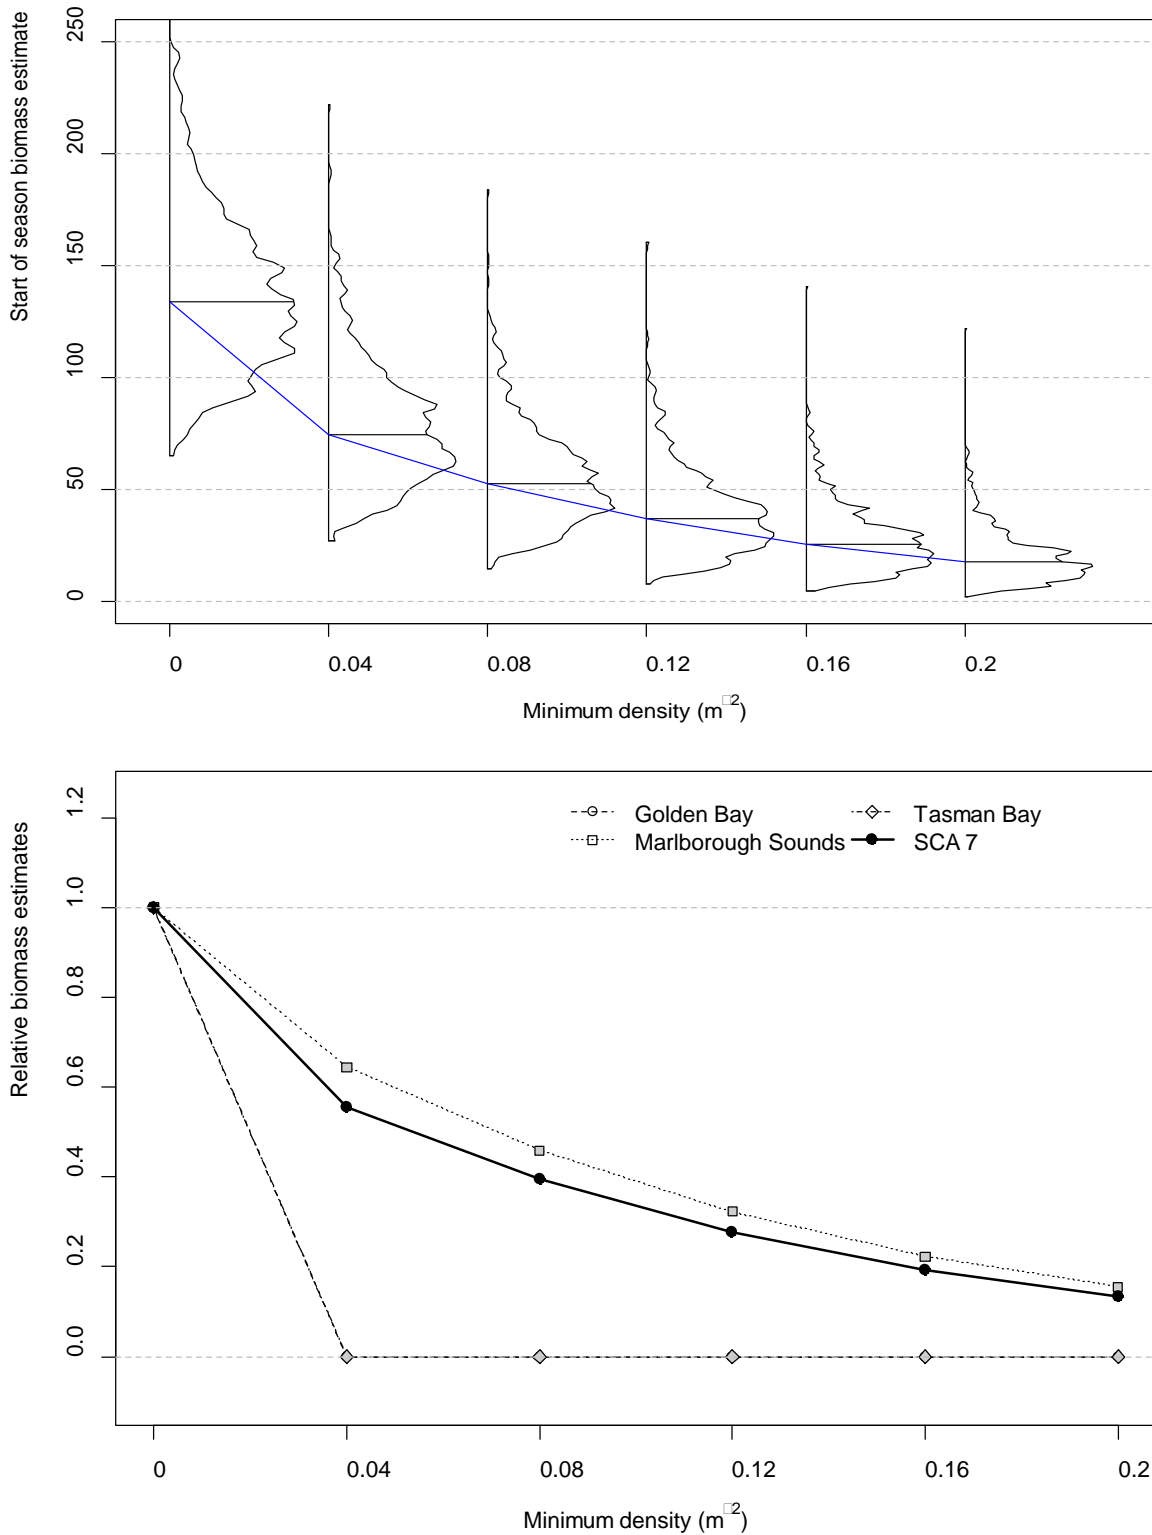 Start of season biomass estimate
250
200
150
100
50
0
0 0.04 0.08 0.12 0.16 0.2
Minimum density (m□2)
Relative biomass estimates
1.2
1.0
0.8
0.6
0.4
0.2
0.0
Golden Bay Tasman Bay
Marlborough Sounds SCA 7
0 0.04 0.08 0.12 0.16 0.2
Minimum density (m□2)